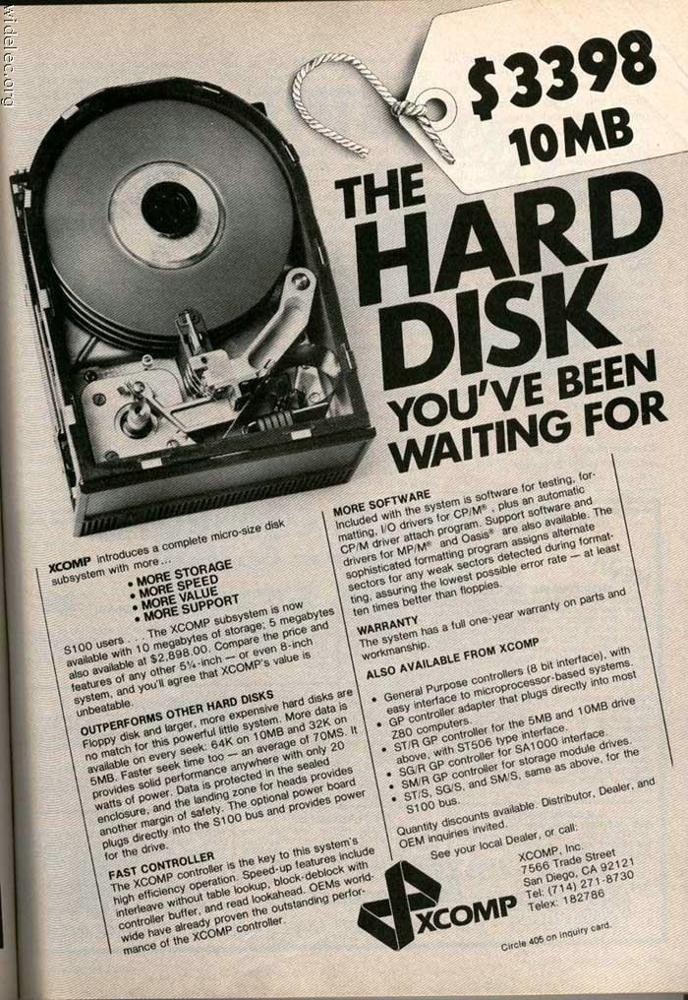 widelec.org
$3398
10MB
THE
HARD
DISK
YOU'VE BEEN
WAITING FOR
XCOMP introduces a complete micro-size disk
subsystem with more ...
• MORE STORAGE
• MORE SPEED
• MORE VALUE
• MORE SUPPORT
S100 users . . . The XCOMP subsystem is now
available with 10 megabytes of storage; 5 megabytes
also available at $2,898.00. Compare the price and
features of any other 5¼-inch — or even 8-inch
system, and you'll agree that XCOMP's value is
unbeatable.
OUTPERFORMS OTHER HARD DISKS
Floppy disk and larger, more expensive hard disks are
no match for this powerful little system. More data is
available on every seek: 64K on 10MB and 32K on
5MB. Faster seek time too — an average of 70MS. It
provides solid performance anywhere with only 20
watts of power. Data is protected in the sealed
enclosure, and the landing zone for heads provides
another margin of safety. The optional power board
plugs directly into the S100 bus and provides power
for the drive.
FAST CONTROLLER
The XCOMP controller is the key to this system's
high efficiency operation. Speed-up features include
interleave without table lookup, block-deblock with
controller buffer, and read lookahead. OEMs world-
wide have already proven the outstanding perfor-
mance of the XCOMP controller.
MORE SOFTWARE
Included with the system is software for testing, for-
matting, I/O drivers for CP/M®, plus an automatic
CP/M driver attach program. Support software and
drivers for MP/M® and Oasis® are also available. The
sophisticated formatting program assigns alternate
sectors for any weak sectors detected during format-
ting, assuring the lowest possible error rate — at least
ten times better than floppies.
WARRANTY
The system has a full one-year warranty on parts and
workmanship.
ALSO AVAILABLE FROM XCOMP
• General Purpose controllers (8 bit interface), with
easy interface to microprocessor-based systems.
• GP controller adapter that plugs directly into most
Z80 computers.
• ST/R GP controller for the 5MB and 10MB drive
above, with ST506 type interface.
• SG/R GP controller for SA1000 interface.
• SM/R GP controller for storage module drives.
• ST/S, SG/S, and SM/S, same as above, for the
S100 bus.
Quantity discounts available. Distributor, Dealer, and
OEM inquiries invited.
See your local Dealer, or call:
XCOMP
XCOMP, Inc.
7566 Trade Street
San Diego, CA 92121
Tel: (714) 271-8730
Telex: 182786
Circle 405 on inquiry card.